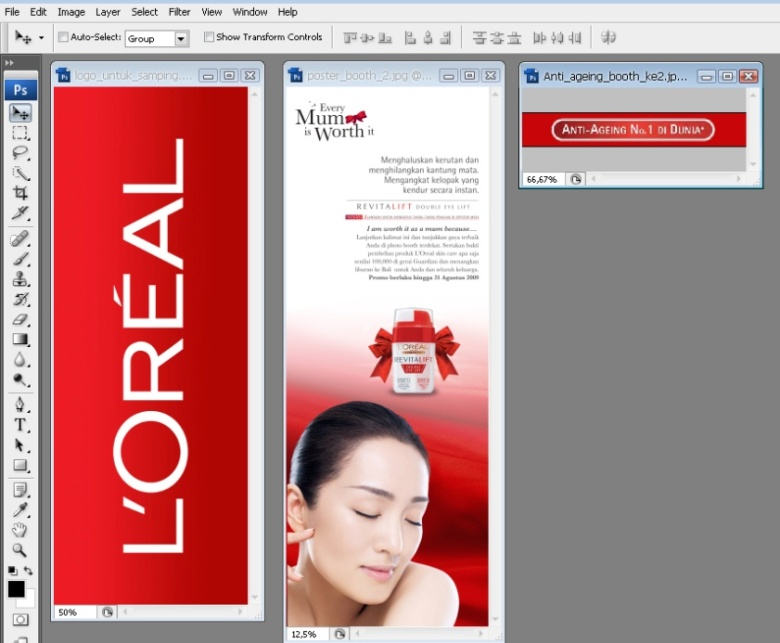 File Edit Image Layer Select Filter View Window Help
Auto-Select: Group Show Transform Controls
Ps
logo_untuk_samping....
L'ORÉAL
50%
poster_booth_2.jpg @...
Every
Mum
is Worth it
Menghaluskan kerutan dan
menghilangkan kantung mata.
Mengangkat kelopak yang
kendur secara instan.
REVITALIFT DOUBLE EYE LIFT
I am worth it as a mum because....
Lanjutkan kalimat ini dan tunjukkan gaya terbaik
Anda di photo booth terdekat. Sertakan bukti
pembelian produk L'Oreal skin care apa saja
senilai 100,000 di gerai Guardian dan menangkan
liburan ke Bali untuk Anda dan seluruh keluarga.
Promo berlaku hingga 31 Agustus 2009
L'ORÉAL
REVITALIFT
12,5%
Anti_ageing_booth_ke2.jp...
ANTI-AGEING NO.1 DI DUNIA*
66,67%